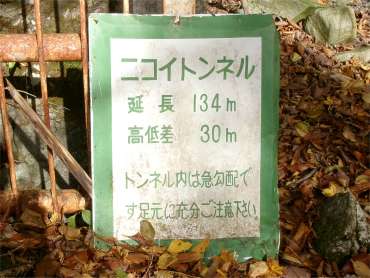 ニコイトンネル
延長 134m
高低差 30m
トンネル内は急勾配で
す足元に充分ご注意下さい